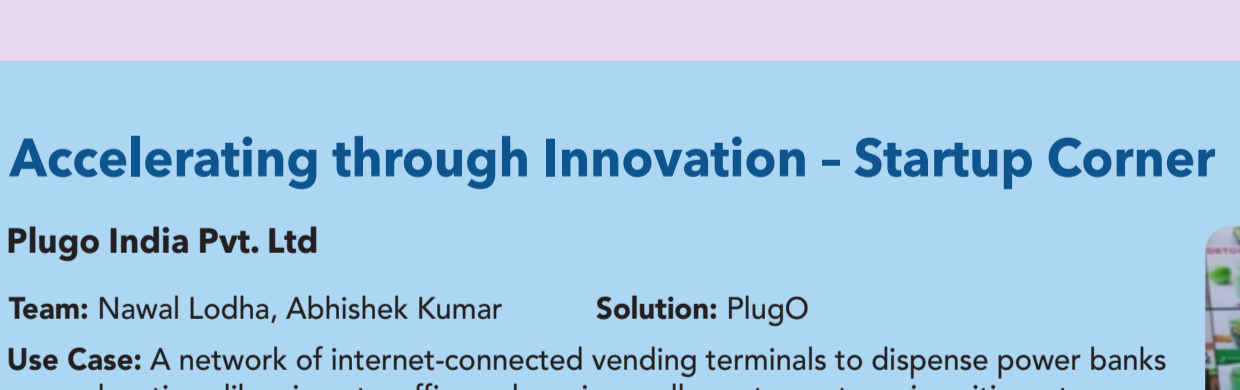 Accelerating through Innovation – Startup Corner
Plugo India Pvt. Ltd
Team: Nawal Lodha, Abhishek Kumar Solution: PlugO
Use Case: A network of internet-connected vending terminals to dispense power banks